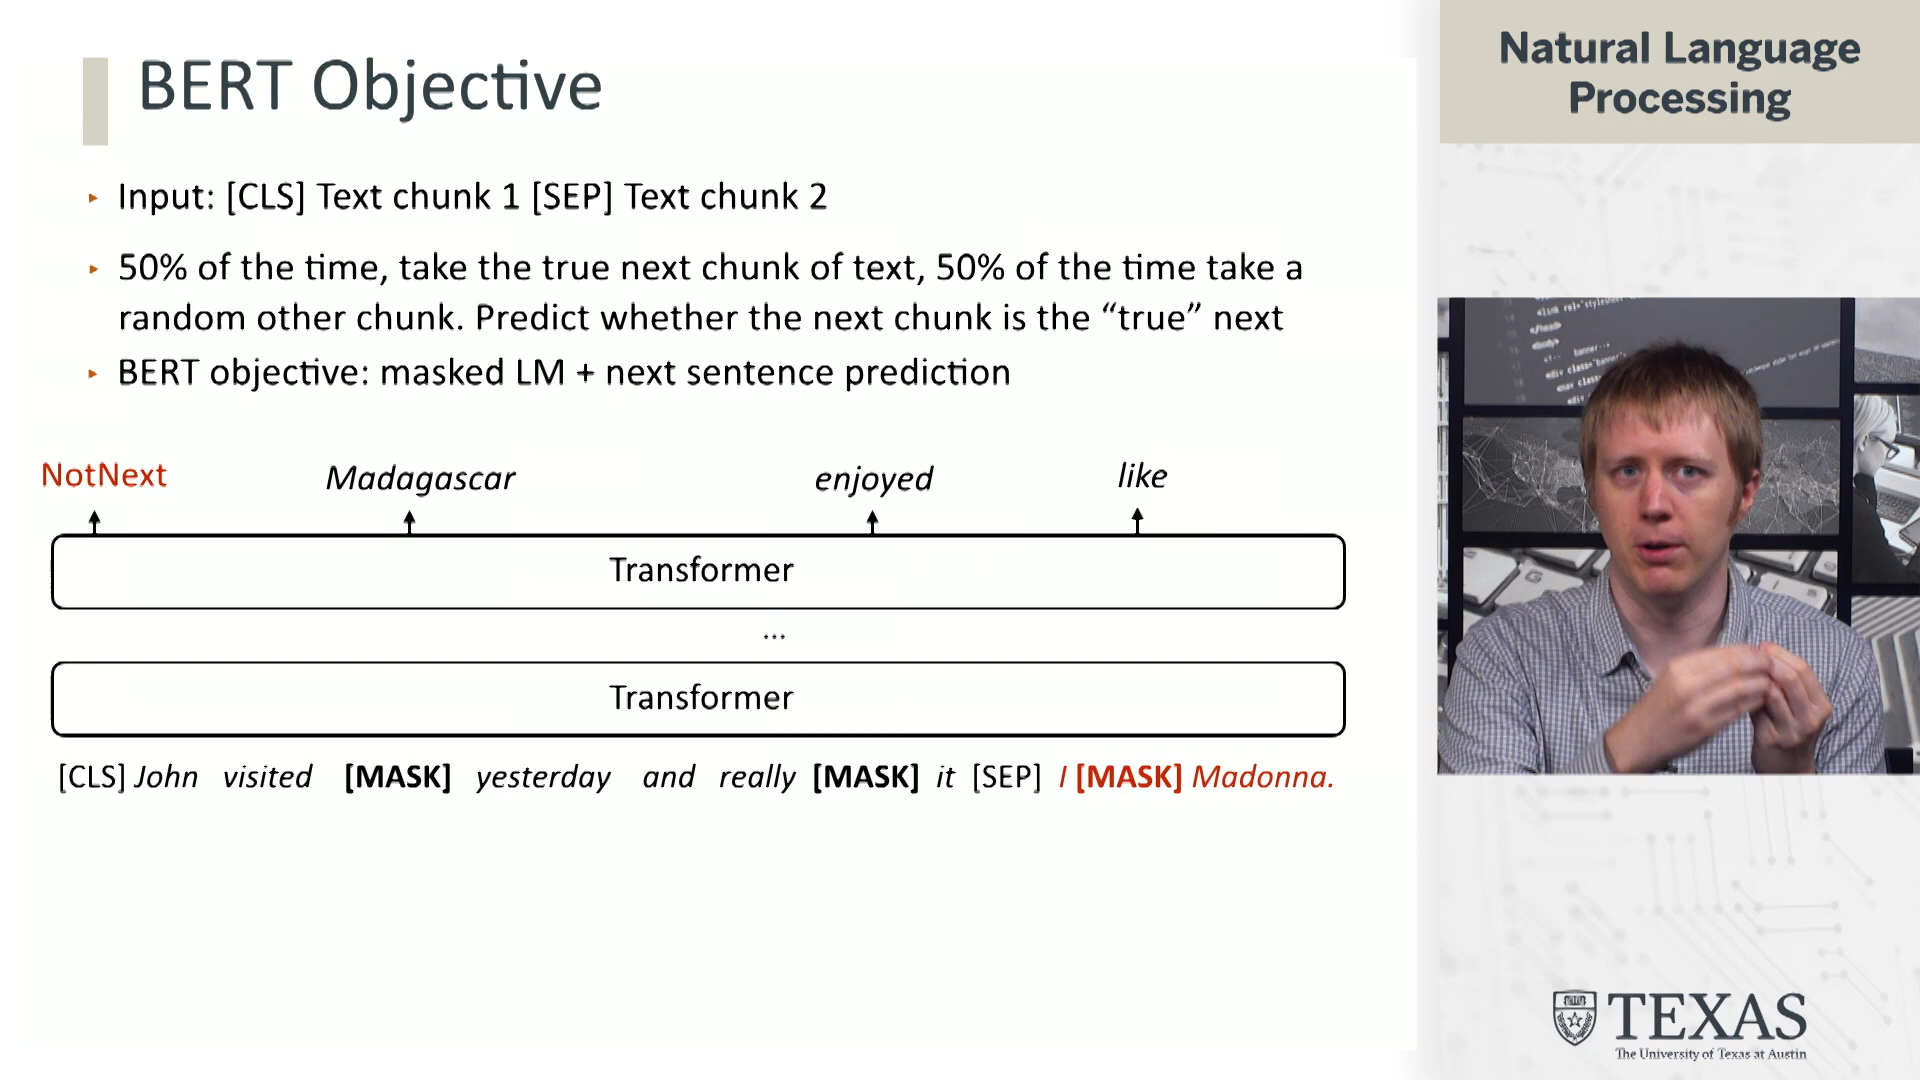 BERT Objective
Natural Language
Processing
▸ Input: [CLS] Text chunk 1 [SEP] Text chunk 2
▸ 50% of the time, take the true next chunk of text, 50% of the time take a
random other chunk. Predict whether the next chunk is the “true” next
▸ BERT objective: masked LM + next sentence prediction
NotNext Madagascar enjoyed like
Transformer
...
Transformer
[CLS] John visited [MASK] yesterday and really [MASK] it [SEP] I [MASK] Madonna.
TEXAS
The University of Texas at Austin